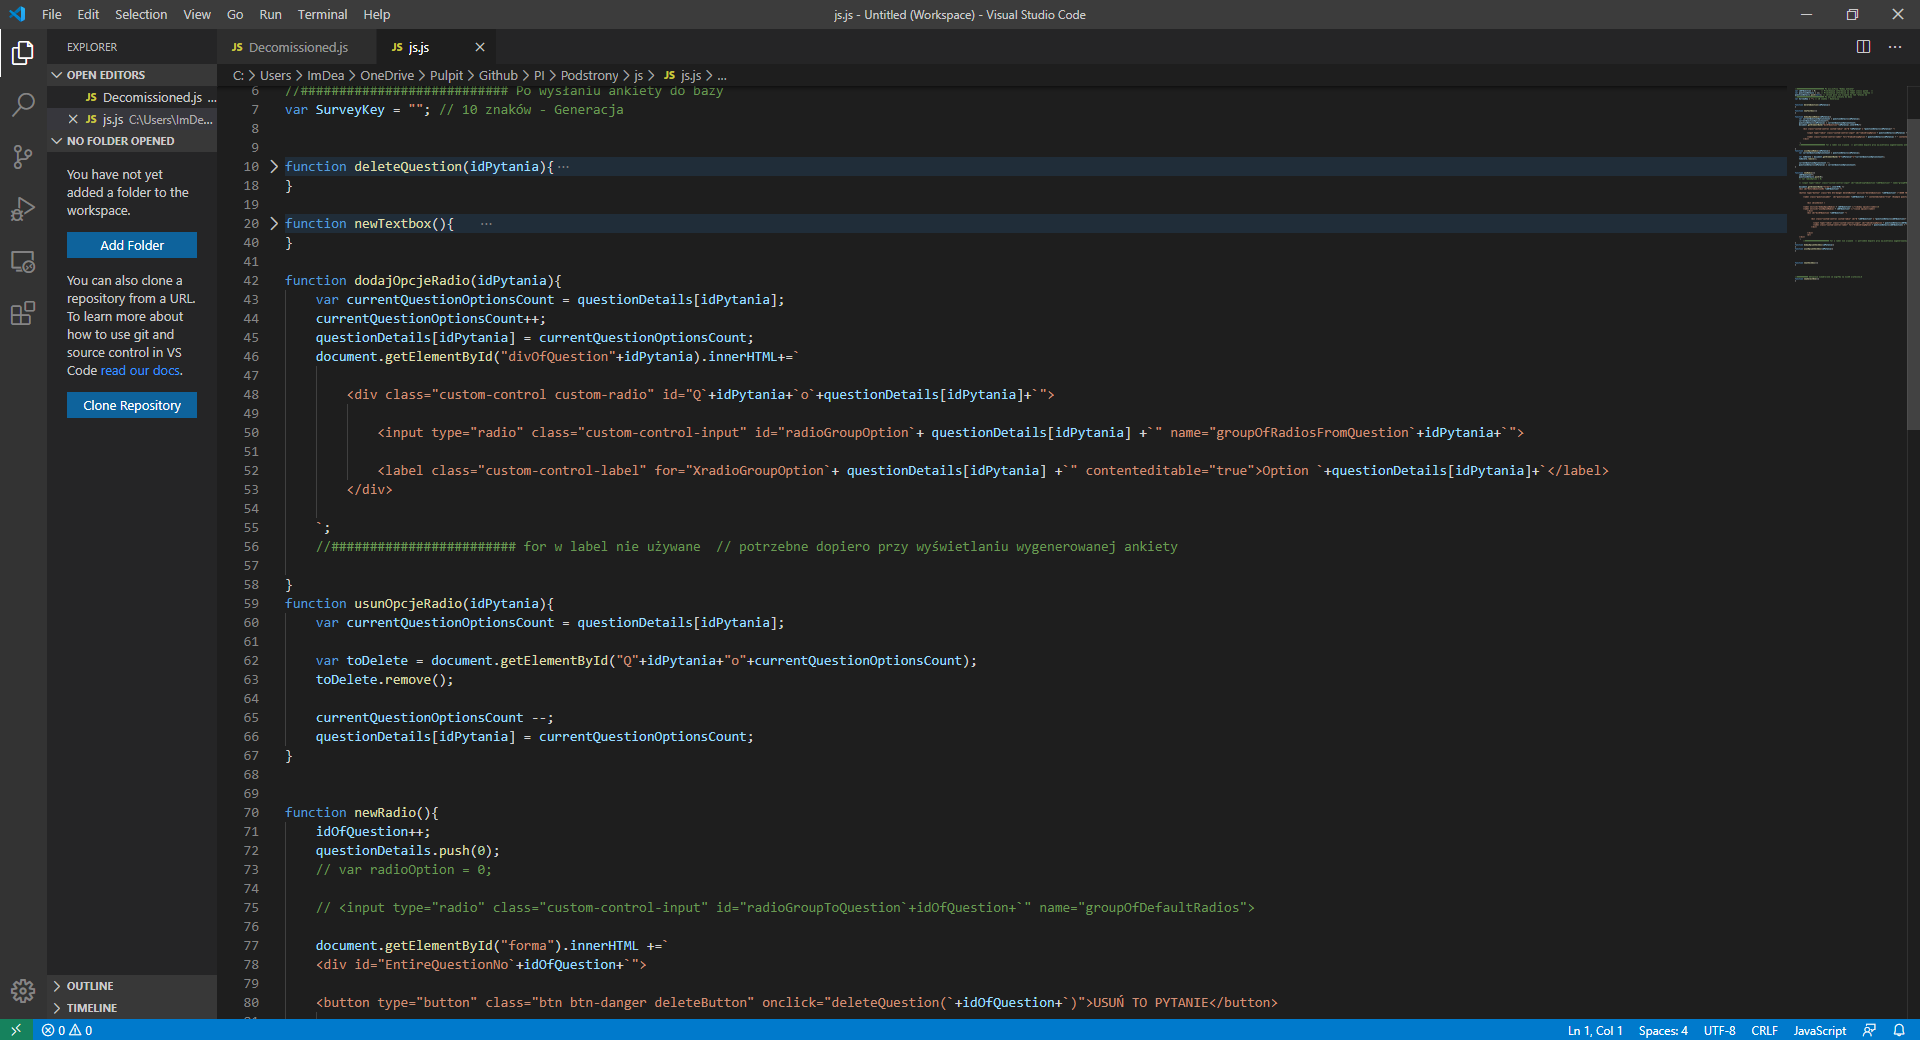 File Edit Selection View Go Run Terminal Help
js.js - Untitled (Workspace) - Visual Studio Code
EXPLORER
JS Decomissioned.js
JS js.js
OPEN EDITORS
JS Decomissioned.js ...
JS js.js C:\Users\ImDe...
NO FOLDER OPENED
You have not yet
added a folder to the
workspace.
Add Folder
You can also clone a
repository from a URL.
To learn more about
how to use git and
source control in VS
Code read our docs.
Clone Repository
OUTLINE
TIMELINE
C: > Users > ImDea > OneDrive > Pulpit > Github > PI > Podstrony > js > JS js.js > ...
6 //########################### Po wysłaniu ankiety do bazy
7 var SurveyKey = ""; // 10 znaków - Generacja
8
9
10 function deleteQuestion(idPytania){ ...
18 }
19
20 function newTextbox(){ ...
40 }
41
42 function dodajOpcjeRadio(idPytania){
43 var currentQuestionOptionsCount = questionDetails[idPytania];
44 currentQuestionOptionsCount++;
45 questionDetails[idPytania] = currentQuestionOptionsCount;
46 document.getElementById("divOfQuestion"+idPytania).innerHTML+=`
47
48 <div class="custom-control custom-radio" id="Q`+idPytania+`o`+questionDetails[idPytania]+`">
49
50 <input type="radio" class="custom-control-input" id="radioGroupOption`+ questionDetails[idPytania] +`" name="groupOfRadiosFromQuestion`+idPytania+`">
51
52 <label class="custom-control-label" for="XradioGroupOption`+ questionDetails[idPytania] +`" contenteditable="true">Option `+questionDetails[idPytania]+`</label>
53 </div>
54
55 `;
56 //######################## for w label nie używane // potrzebne dopiero przy wyświetlaniu wygenerowanej ankiety
57
58 }
59 function usunOpcjeRadio(idPytania){
60 var currentQuestionOptionsCount = questionDetails[idPytania];
61
62 var toDelete = document.getElementById("Q"+idPytania+"o"+currentQuestionOptionsCount);
63 toDelete.remove();
64
65 currentQuestionOptionsCount --;
66 questionDetails[idPytania] = currentQuestionOptionsCount;
67 }
68
69
70 function newRadio(){
71 idOfQuestion++;
72 questionDetails.push(0);
73 // var radioOption = 0;
74
75 // <input type="radio" class="custom-control-input" id="radioGroupToQuestion`+idOfQuestion+`" name="groupOfDefaultRadios">
76
77 document.getElementById("forma").innerHTML +=`
78 <div id="EntireQuestionNo`+idOfQuestion+`">
79
80 <button type="button" class="btn btn-danger deleteButton" onclick="deleteQuestion(`+idOfQuestion+`)">USUŃ TO PYTANIE</button>
0 0
Ln 1, Col 1 Spaces: 4 UTF-8 CRLF JavaScript